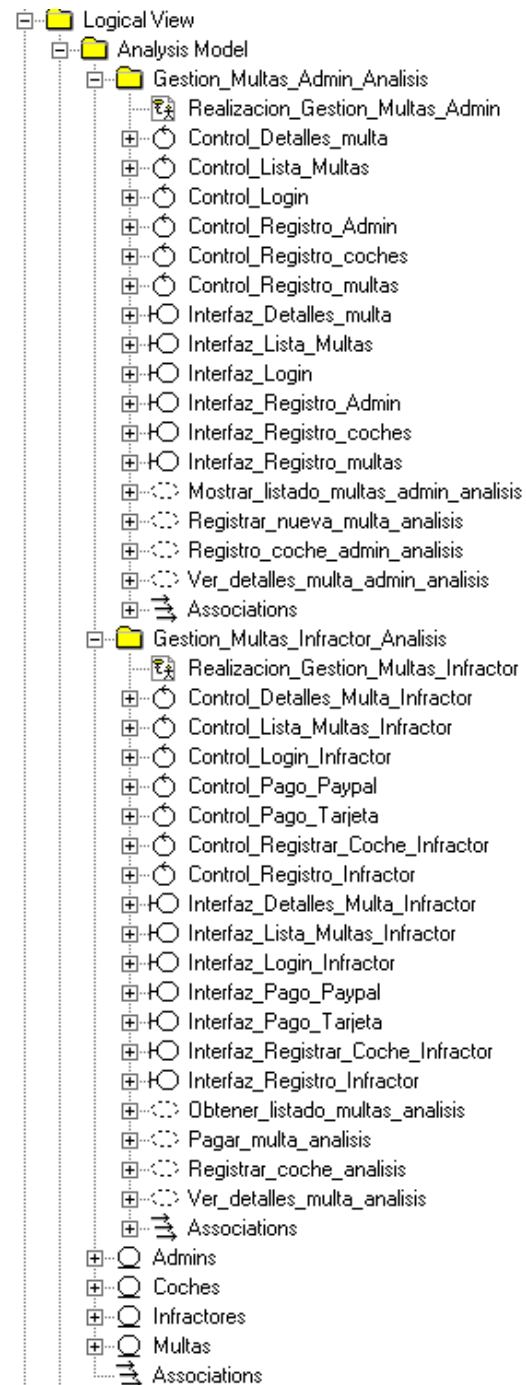 Logical View
Analysis Model
Gestion_Multas_Admin_Analisis
Realizacion_Gestion_Multas_Admin
Control_Detalles_multa
Control_Lista_Multas
Control_Login
Control_Registro_Admin
Control_Registro_coches
Control_Registro_multas
Interfaz_Detalles_multa
Interfaz_Lista_Multas
Interfaz_Login
Interfaz_Registro_Admin
Interfaz_Registro_coches
Interfaz_Registro_multas
Mostrar_listado_multas_admin_analisis
Registrar_nueva_multa_analisis
Registro_coche_admin_analisis
Ver_detalles_multa_admin_analisis
Associations
Gestion_Multas_Infractor_Analisis
Realizacion_Gestion_Multas_Infractor
Control_Detalles_Multa_Infractor
Control_Lista_Multas_Infractor
Control_Login_Infractor
Control_Pago_Paypal
Control_Pago_Tarjeta
Control_Registrar_Coche_Infractor
Control_Registro_Infractor
Interfaz_Detalles_Multa_Infractor
Interfaz_Lista_Multas_Infractor
Interfaz_Login_Infractor
Interfaz_Pago_Paypal
Interfaz_Pago_Tarjeta
Interfaz_Registrar_Coche_Infractor
Interfaz_Registro_Infractor
Obtener_listado_multas_analisis
Pagar_multa_analisis
Registrar_coche_analisis
Ver_detalles_multa_analisis
Associations
Admins
Coches
Infractores
Multas
Associations